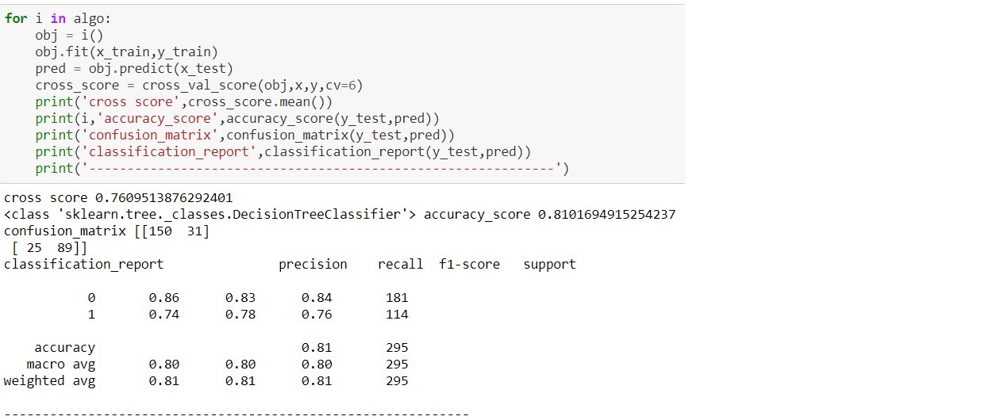 for i in algo:
    obj = i()
    obj.fit(x_train,y_train)
    pred = obj.predict(x_test)
    cross_score = cross_val_score(obj,x,y,cv=6)
    print('cross score',cross_score.mean())
    print(i,'accuracy_score',accuracy_score(y_test,pred))
    print('confusion_matrix',confusion_matrix(y_test,pred))
    print('classification_report',classification_report(y_test,pred))
    print('-------------------------------------------------------------')
cross score 0.7609513876292401
<class 'sklearn.tree._classes.DecisionTreeClassifier'> accuracy_score 0.8101694915254237
confusion_matrix [[150  31]
 [ 25  89]]
classification_report               precision    recall  f1-score   support

           0       0.86      0.83      0.84       181
           1       0.74      0.78      0.76       114

    accuracy                           0.81       295
   macro avg       0.80      0.80      0.80       295
weighted avg       0.81      0.81      0.81       295

-------------------------------------------------------------